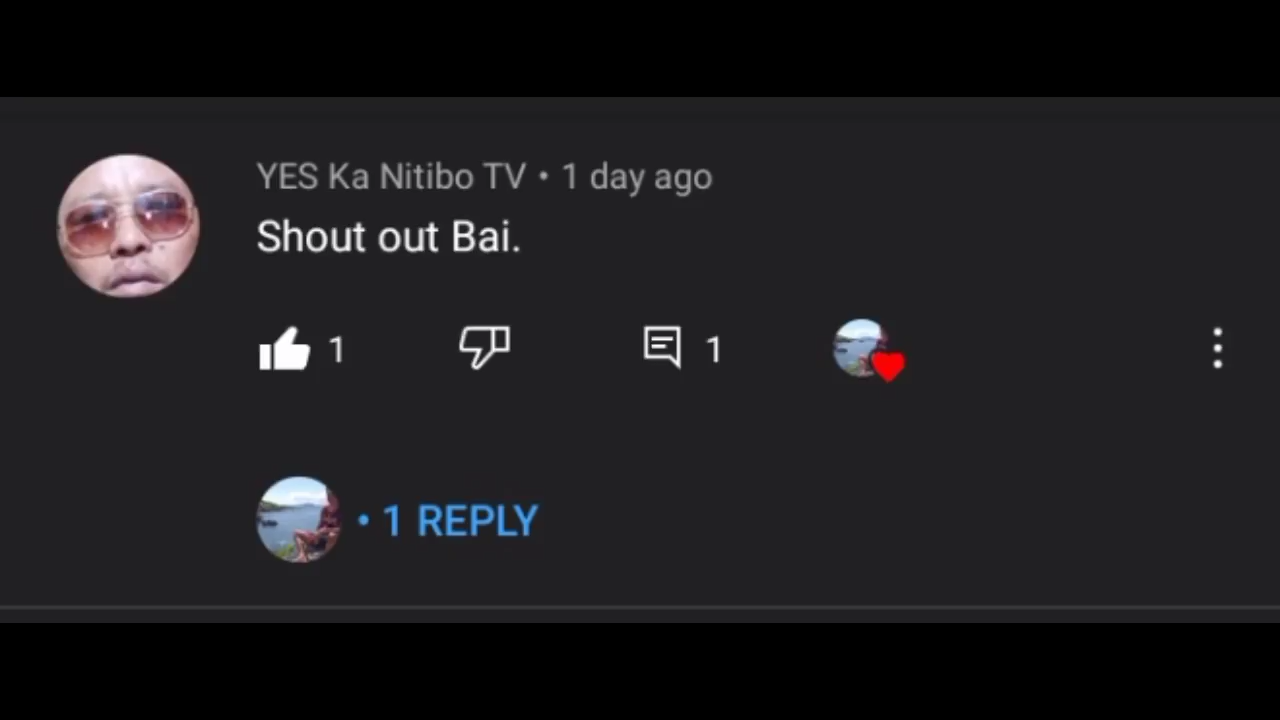 YES Ka Nitibo TV • 1 day ago
Shout out Bai.
1 1
• 1 REPLY